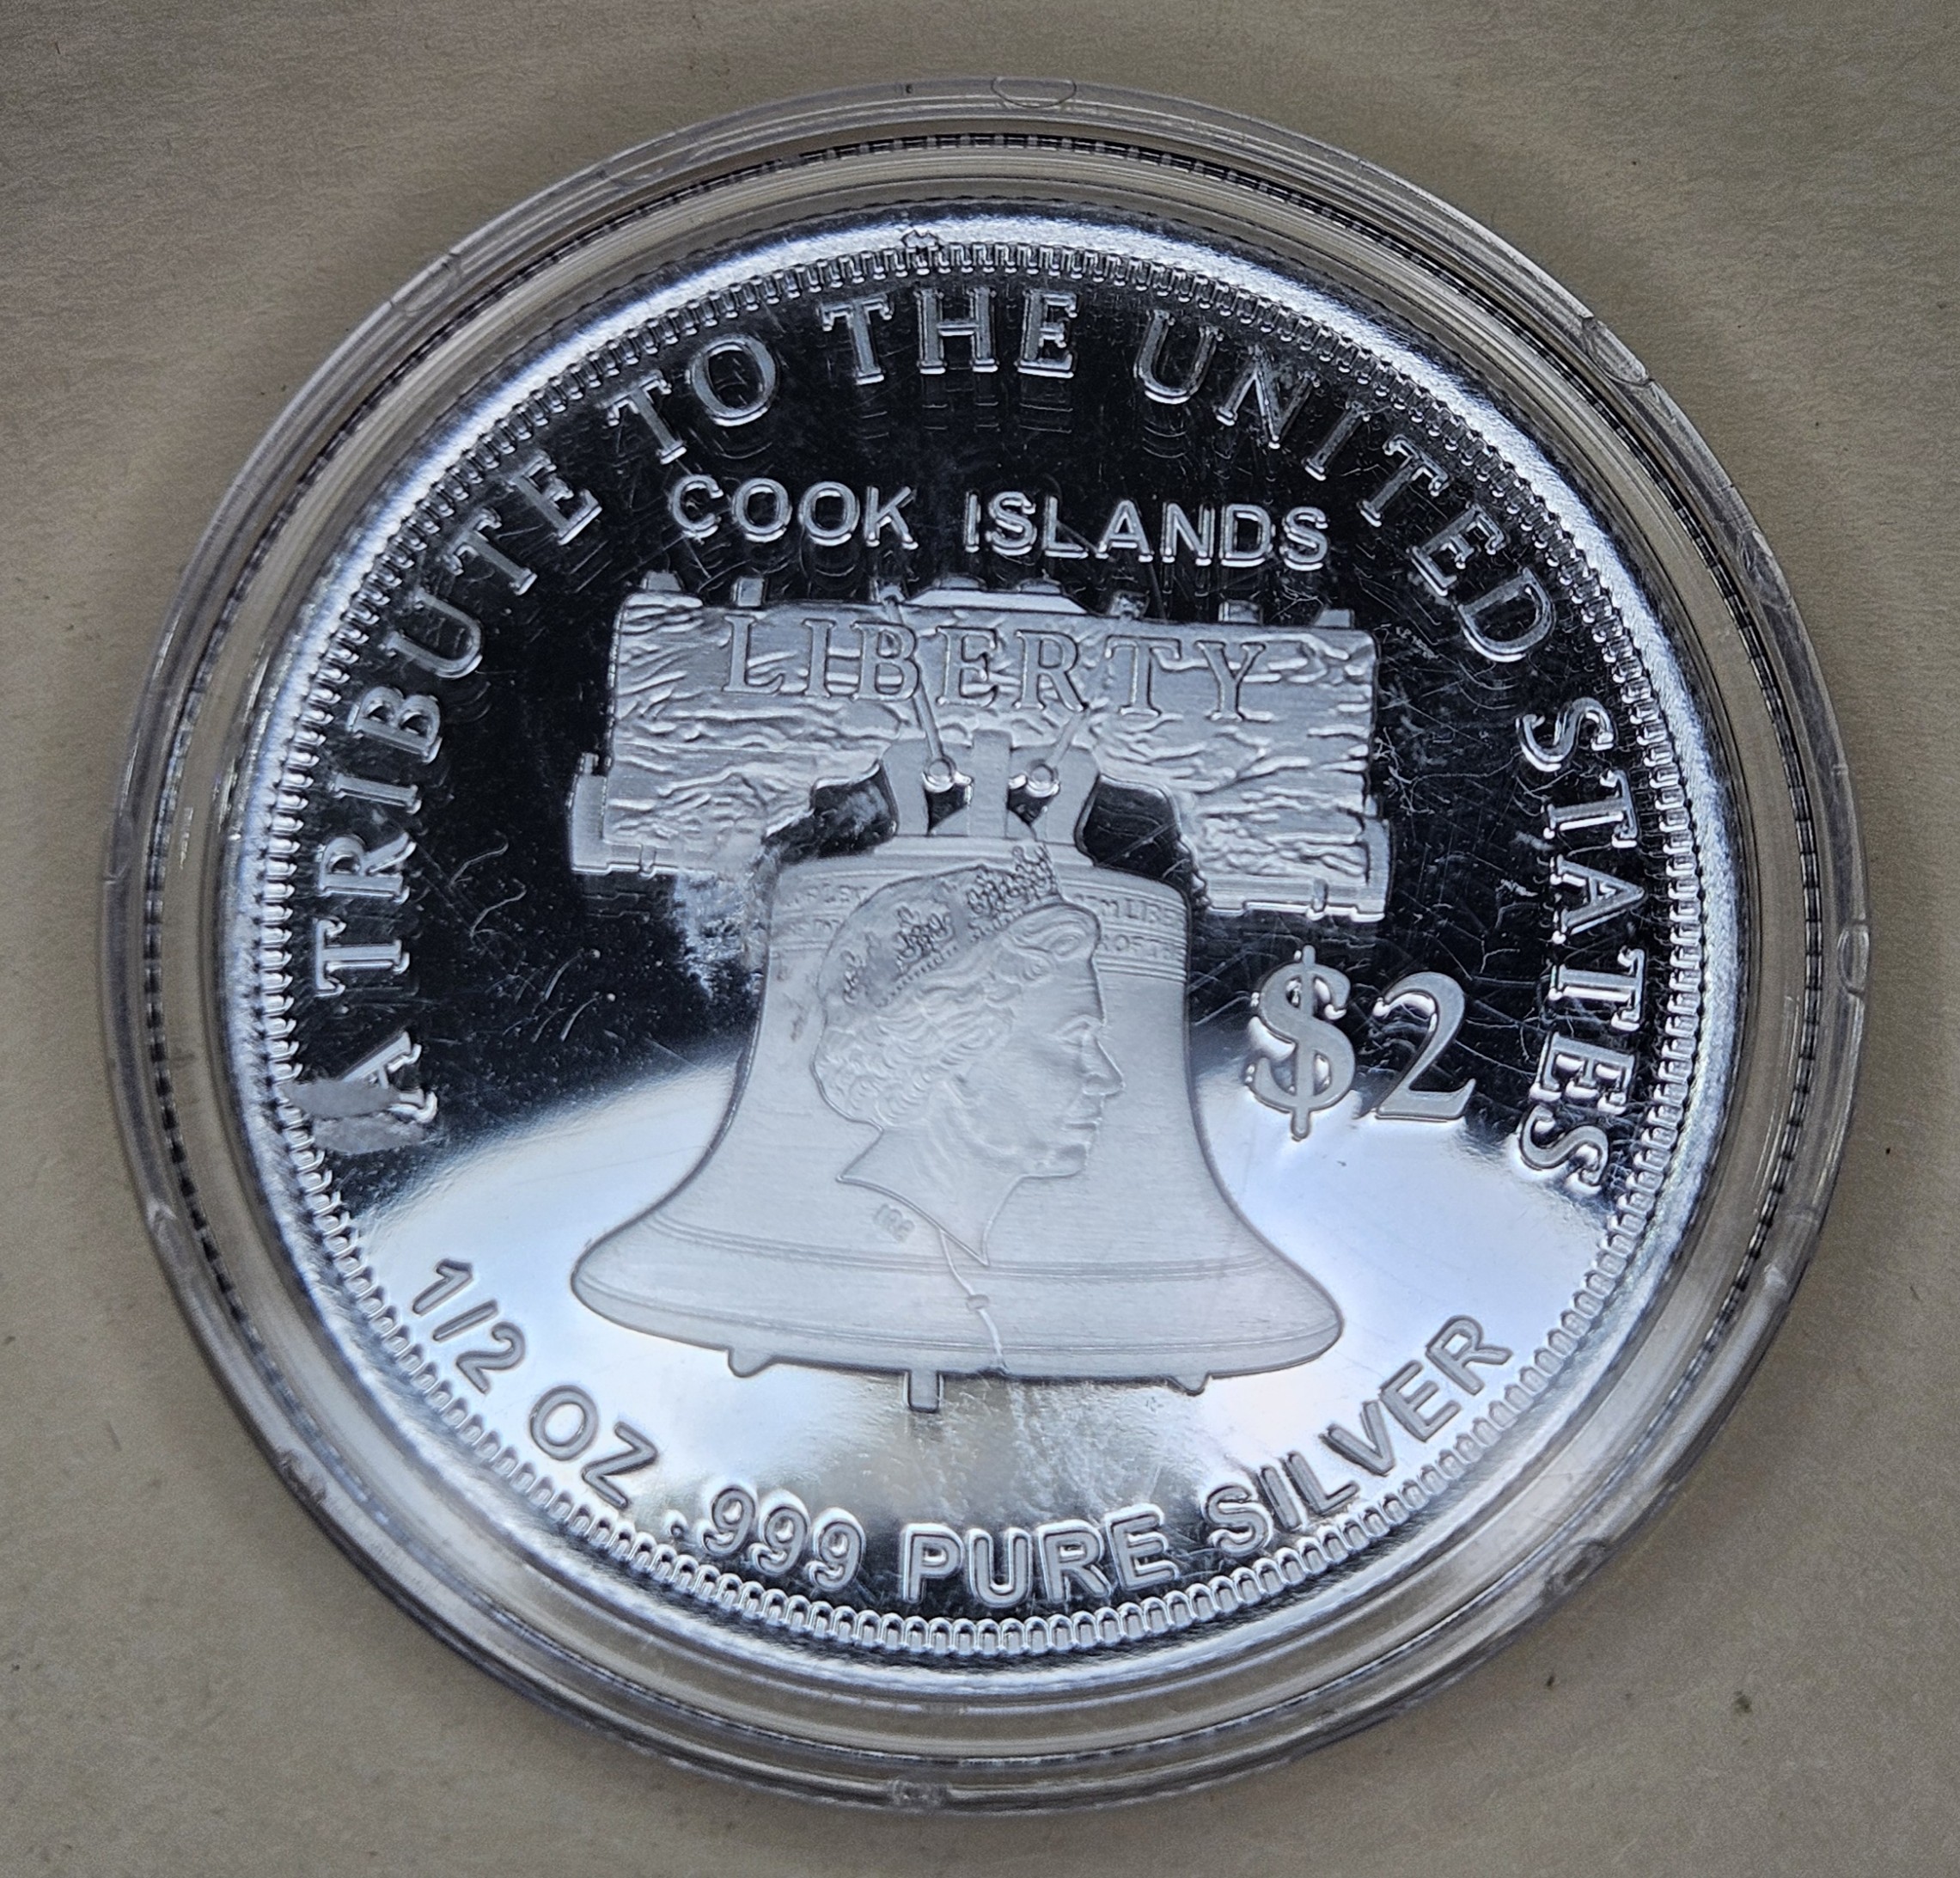 A TRIBUTE TO THE UNITED STATES
COOK ISLANDS
LIBERTY
$2
1/2 OZ .999 PURE SILVER